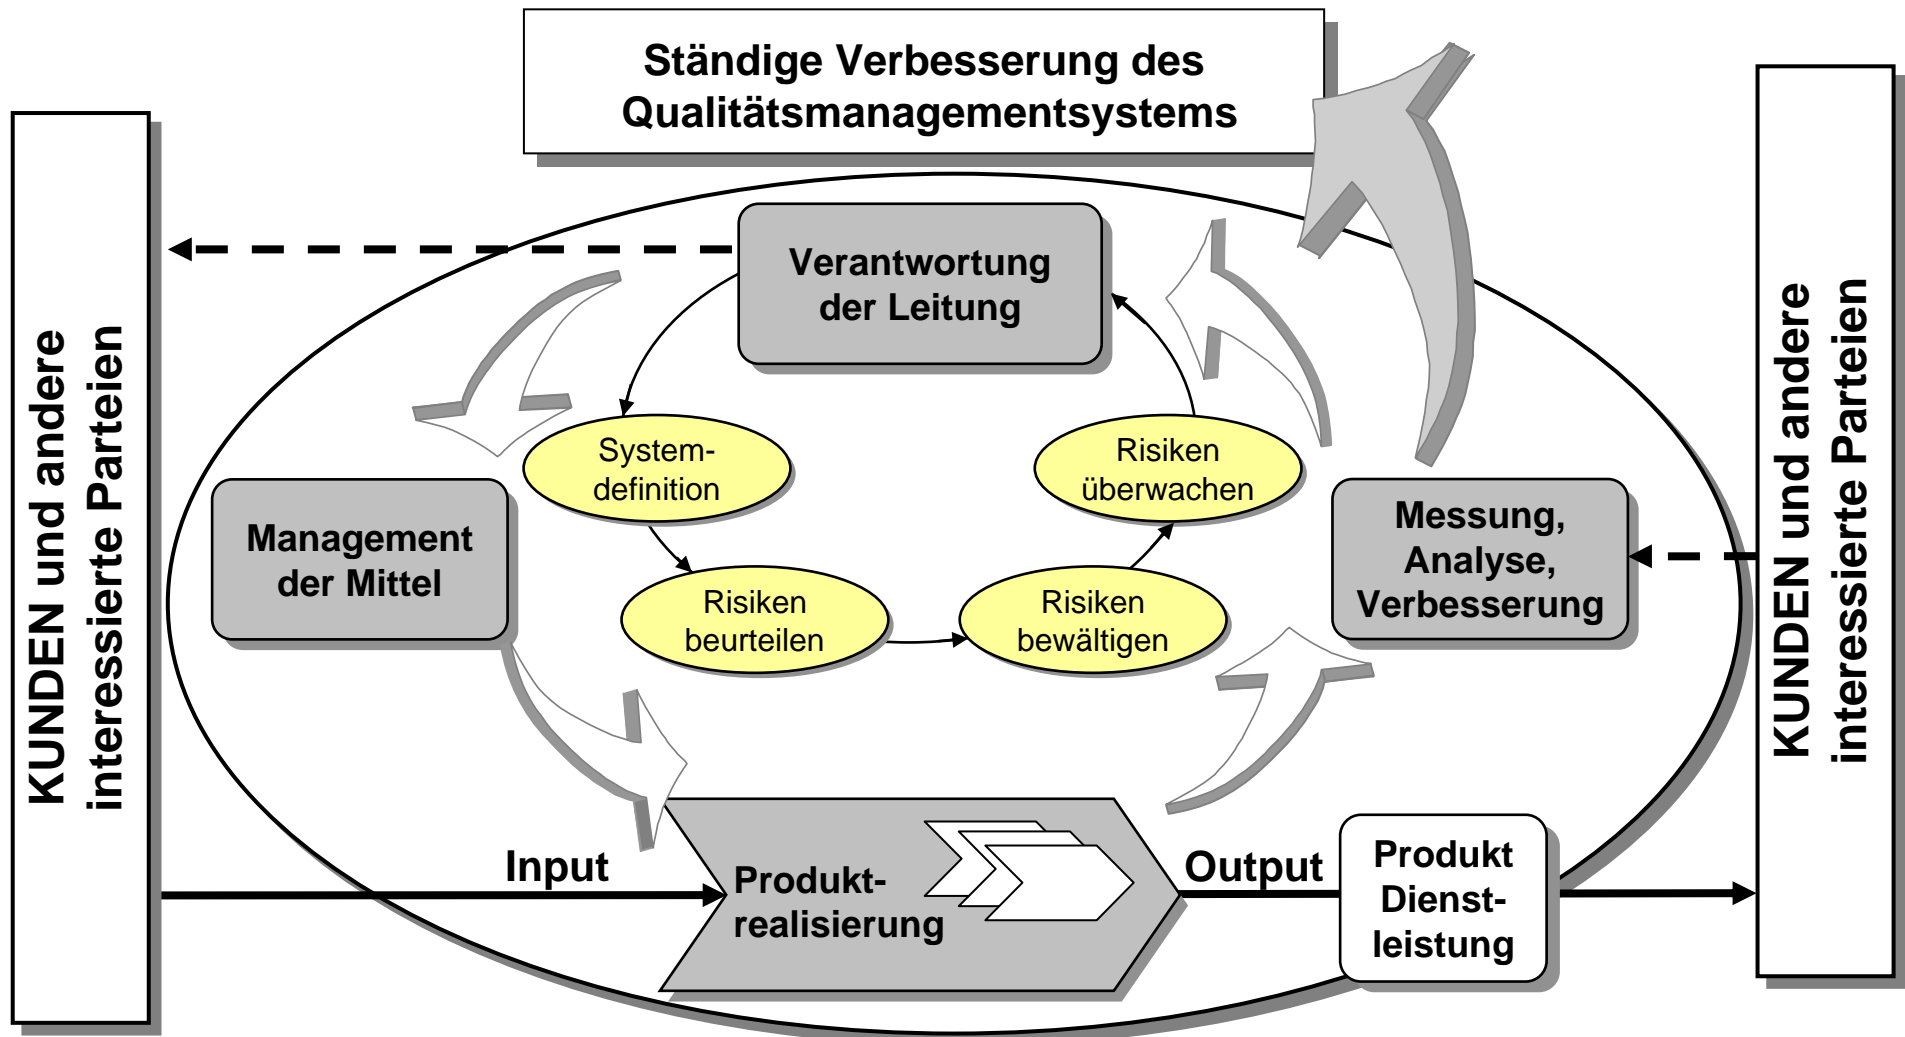 Ständige Verbesserung des
Qualitätsmanagementsystems
KUNDEN und andere
interessierte Parteien
Verantwortung
der Leitung
System-
definition
Risiken
überwachen
Management
der Mittel
Messung,
Analyse,
Verbesserung
Risiken
beurteilen
Risiken
bewältigen
Input
Produkt-
realisierung
Output
Produkt
Dienst-
leistung
KUNDEN und andere
interessierte Parteien